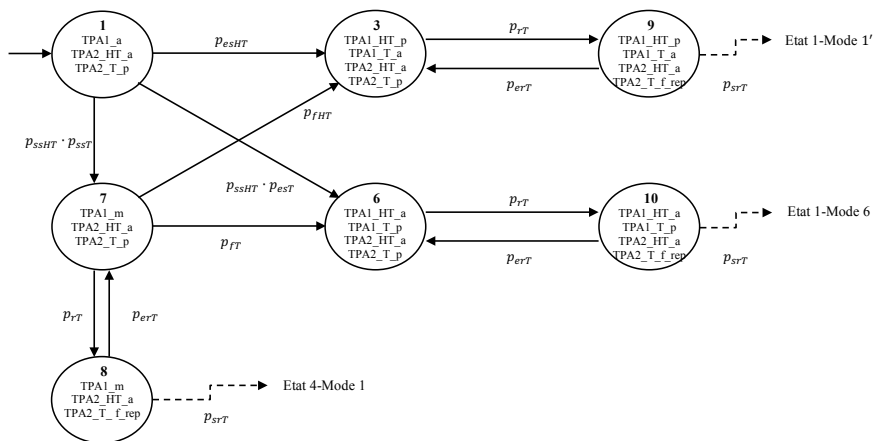 1
TPA1_a
TPA2_HT_a
TPA2_T_p
p_esHT
3
TPA1_HT_p
TPA1_T_a
TPA2_HT_a
TPA2_T_p
p_rT
p_erT
9
TPA1_HT_p
TPA1_T_a
TPA2_HT_a
TPA2_T_f_rep
p_srT
Etat 1-Mode 1′
p_ssHT · p_ssT
p_fHT
p_ssHT · p_esT
7
TPA1_m
TPA2_HT_a
TPA2_T_p
p_fT
6
TPA1_HT_a
TPA1_T_p
TPA2_HT_a
TPA2_T_p
p_rT
p_erT
10
TPA1_HT_a
TPA1_T_p
TPA2_HT_a
TPA2_T_f_rep
p_srT
Etat 1-Mode 6
p_rT
p_erT
8
TPA1_m
TPA2_HT_a
TPA2_T_ f_rep
p_srT
Etat 4-Mode 1